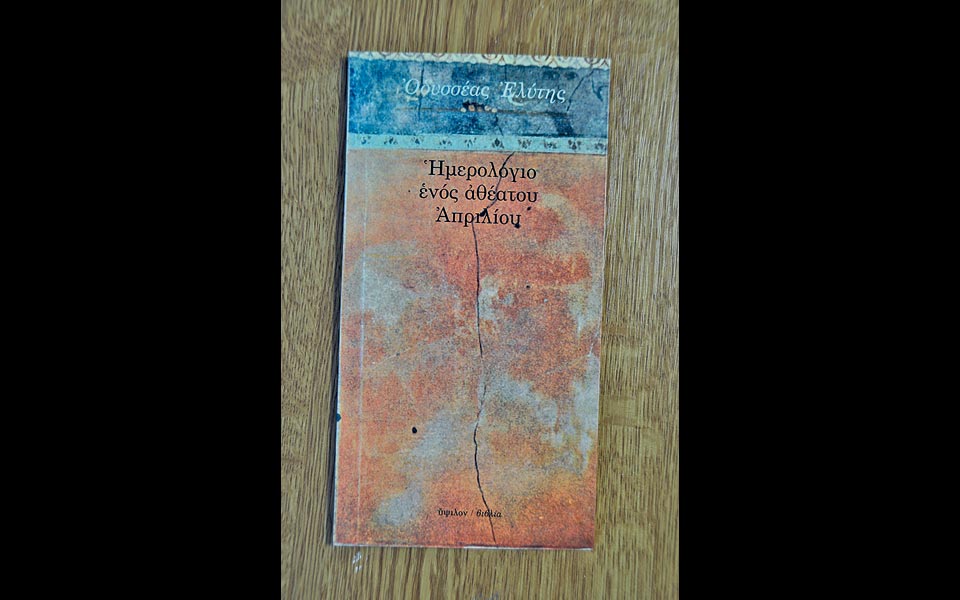 Ὀδυσσέας Ἐλύτης
Ἡμερολόγιο
ἑνός ἀθέατου
Ἀπριλίου
ὕψιλον / βιβλία